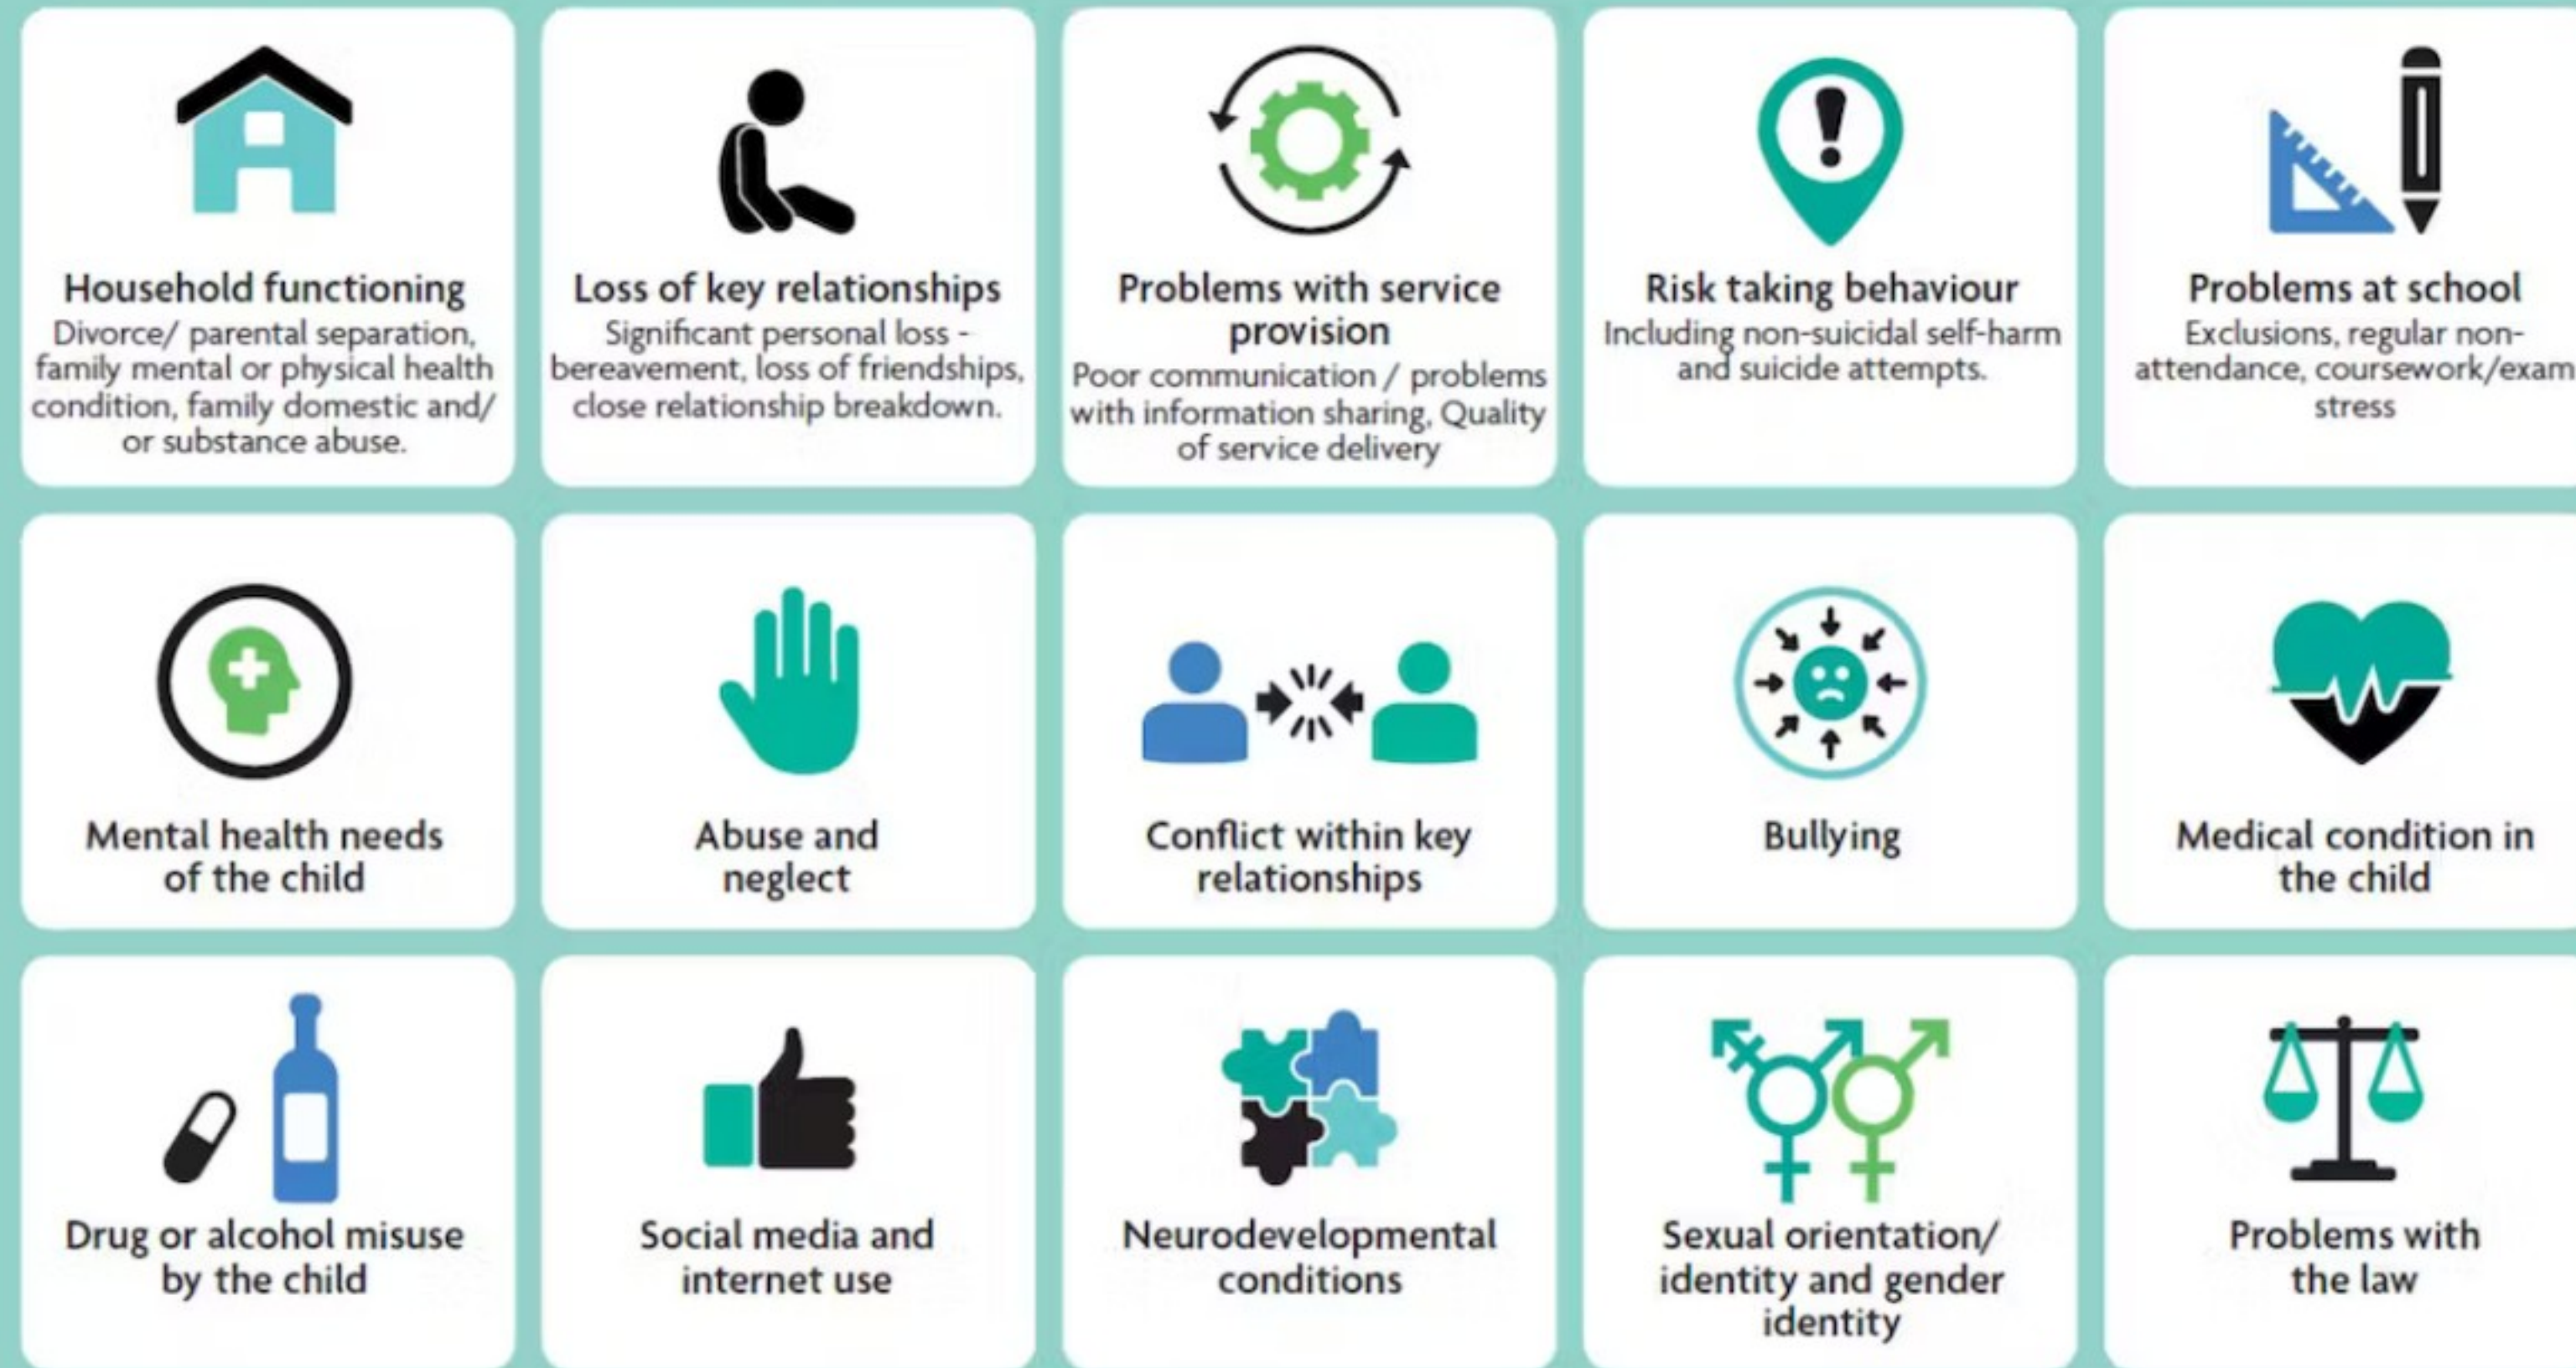 Household functioning
Divorce/ parental separation,
family mental or physical health
condition, family domestic and/
or substance abuse.
Loss of key relationships
Significant personal loss -
bereavement, loss of friendships,
close relationship breakdown.
Problems with service
provision
Poor communication / problems
with information sharing, Quality
of service delivery
Risk taking behaviour
Including non-suicidal self-harm
and suicide attempts.
Problems at school
Exclusions, regular non-
attendance, coursework/exam
stress
Mental health needs
of the child
Abuse and
neglect
Conflict within key
relationships
Bullying
Medical condition in
the child
Drug or alcohol misuse
by the child
Social media and
internet use
Neurodevelopmental
conditions
Sexual orientation/
identity and gender
identity
Problems with
the law